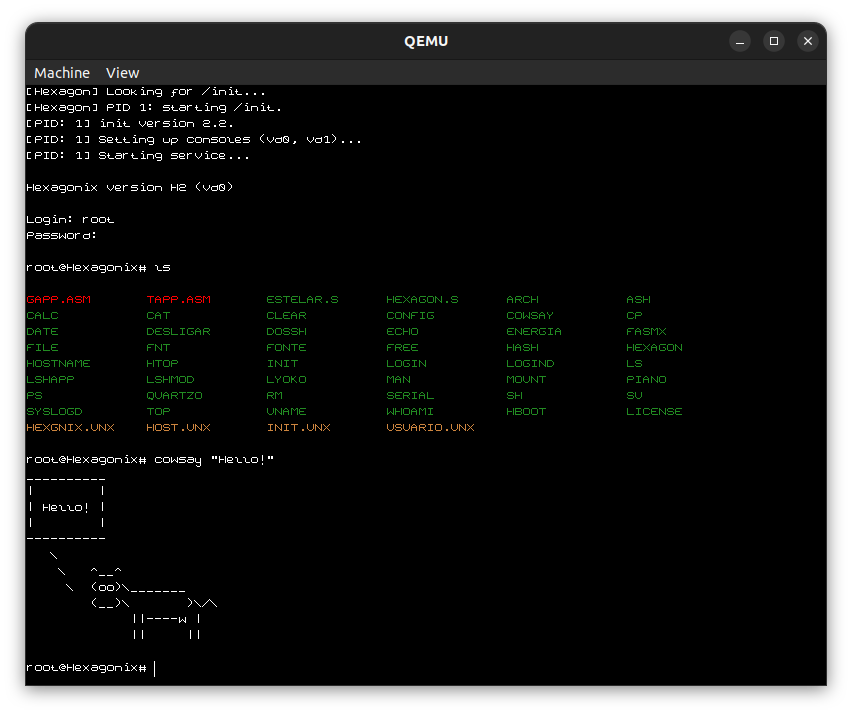 QEMU
Machine View
[Hexagon] Looking for /init...
[Hexagon] PID 1: starting /init.
[PID: 1] init version 2.2.
[PID: 1] Setting up consoles (vd0, vd1)...
[PID: 1] Starting service...
Hexagonix version H2 (vd0)
Login: root
Password:
root@Hexagonix# ls
GAPP.ASM TAPP.ASM ESTELAR.S HEXAGON.S ARCH ASH
CALC CAT CLEAR CONFIG COWSAY CP
DATE DESLIGAR DOSSH ECHO ENERGIA FASMX
FILE FNT FONTE FREE HASH HEXAGON
HOSTNAME HTOP INIT LOGIN LOGIND LS
LSHAPP LSHMOD LYOKO MAN MOUNT PIANO
PS QUARTZO RM SERIAL SH SU
SYSLOGD TOP UNAME WHOAMI HBOOT LICENSE
HEXGNIX.UNX HOST.UNX INIT.UNX USUARIO.UNX
root@Hexagonix# cowsay "Hello!"
----------
|        |
| Hello! |
|        |
----------
   \
    \   ^__^
     \  (oo)\_______
        (__)\       )\/\
             ||----w |
             ||     ||
root@Hexagonix#